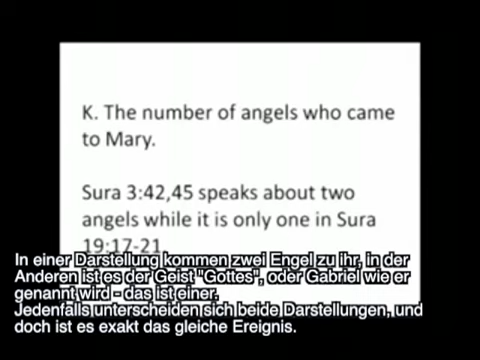 K. The number of angels who came
to Mary.
Sura 3:42,45 speaks about two
angels while it is only one in Sura
19:17-21
In einer Darstellung kommen zwei Engel zu ihr, in der
Anderen ist es der Geist "Gottes", oder Gabriel wie er
genannt wird - das ist einer.
Jedenfalls unterscheiden sich beide Darstellungen, und
doch ist es exakt das gleiche Ereignis.